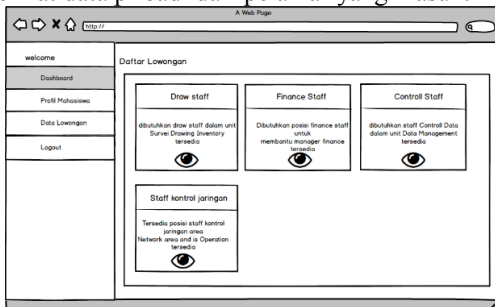 A Web Page
http://
welcome
Dashboard
Profil Mahasiswa
Data Lowongan
Logout
Daftar Lowongan
Draw staff
dibutuhkan draw staff dalam unit
Survei Drawing Inventory
tersedia
Finance Staff
Dibutuhkan posisi finance staff
untuk
membantu manager finance
tersedia
Controll Staff
dibutuhkan staff Controll Data
dalam unit Data Management
tersedia
Staff kontrol jaringan
Tersedia posisi staff kontrol
jaringan area
Network area and is Operation
tersedia